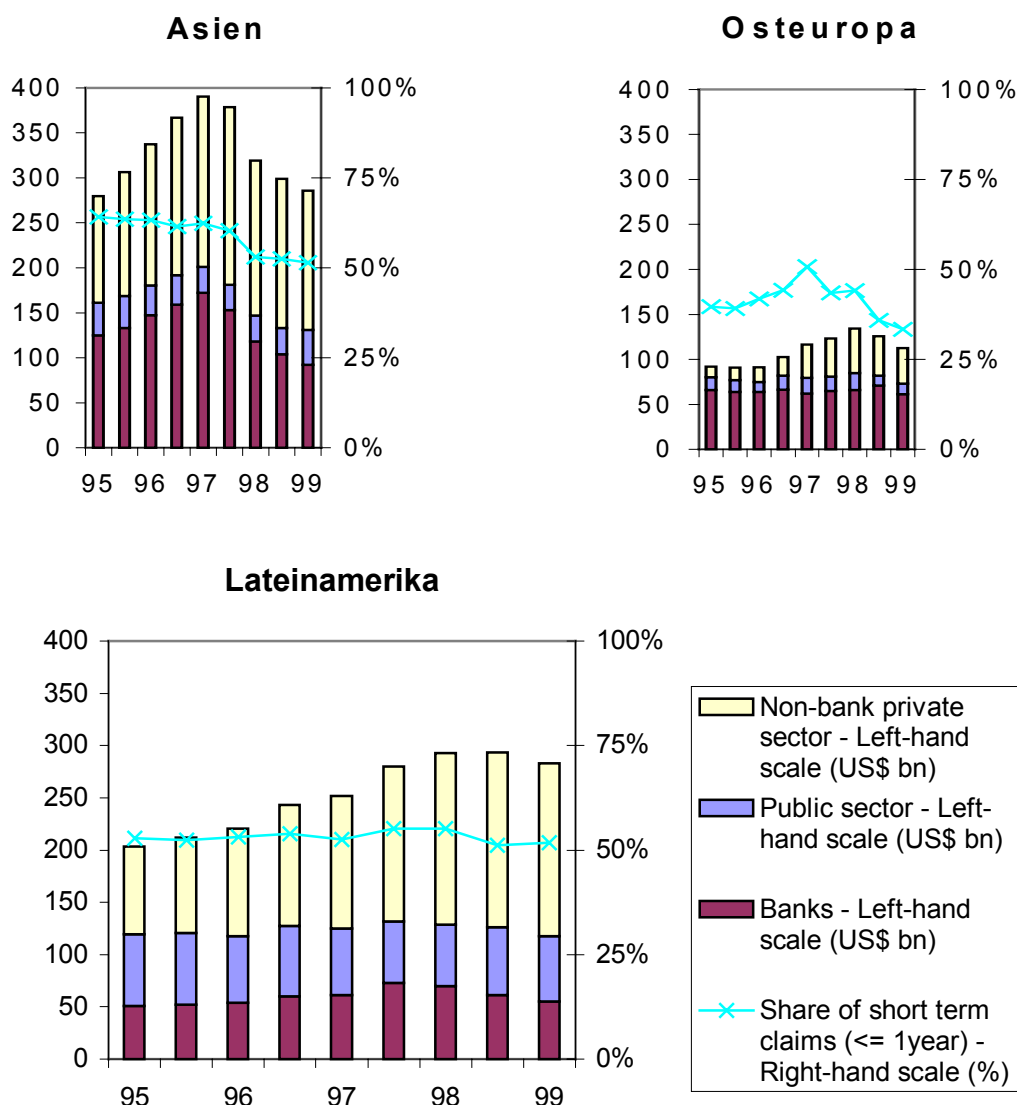 Asien
400
350
300
250
200
150
100
50
0
100%
75%
50%
25%
0%
95 96 97 98 99
Osteuropa
400
350
300
250
200
150
100
50
0
100%
75%
50%
25%
0%
95 96 97 98 99
Lateinamerika
400
350
300
250
200
150
100
50
0
100%
75%
50%
25%
0%
95 96 97 98 99
Non-bank private
sector - Left-hand
scale (US$ bn)
Public sector - Left-
hand scale (US$ bn)
Banks - Left-hand
scale (US$ bn)
Share of short term
claims (<= 1year) -
Right-hand scale (%)